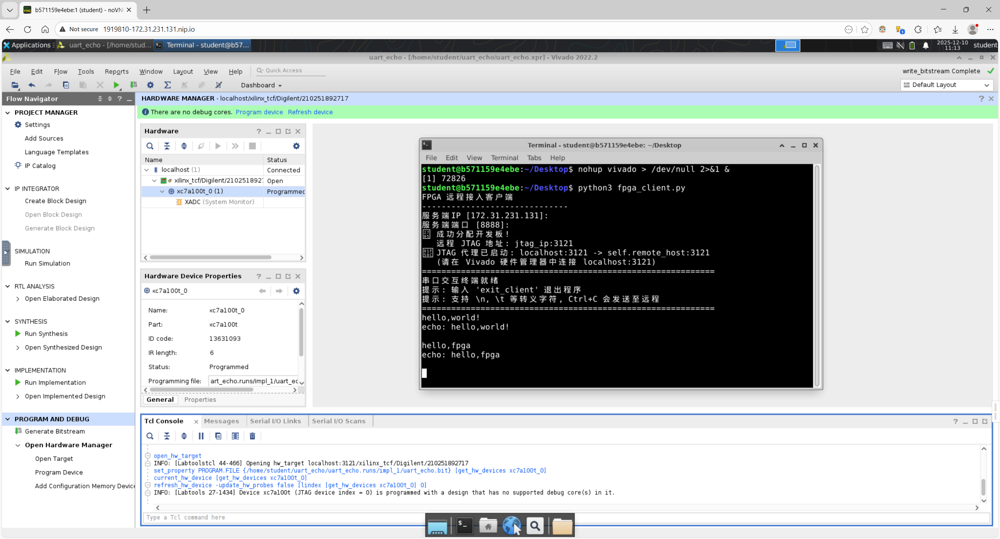 b571159e4ebe:1 (student) - noVN
Not secure 1919810-172.31.231.131.nip.io
1
Applications
uart_echo - [/home/stud...
Terminal - student@b57...
2025-12-10
11:13
student
uart_echo - [/home/student/uart_echo/uart_echo.xpr] - Vivado 2022.2
File Edit Flow Tools Reports Window Layout View Help
Quick Access
write_bitstream Complete
Dashboard
Default Layout
Flow Navigator
HARDWARE MANAGER - localhost/xilinx_tcf/Digilent/210251892717
There are no debug cores. Program device Refresh device
PROJECT MANAGER
Settings
Add Sources
Language Templates
IP Catalog
IP INTEGRATOR
Create Block Design
Open Block Design
Generate Block Design
SIMULATION
Run Simulation
RTL ANALYSIS
Open Elaborated Design
SYNTHESIS
Run Synthesis
Open Synthesized Design
IMPLEMENTATION
Run Implementation
Open Implemented Design
PROGRAM AND DEBUG
Generate Bitstream
Open Hardware Manager
Open Target
Program Device
Add Configuration Memory Device
Hardware
Name Status
localhost (1) Connected
xilinx_tcf/Digilent/2102518927 Open
xc7a100t_0 (1) Programmed
XADC (System Monitor)
Hardware Device Properties
xc7a100t_0
Name: xc7a100t_0
Part: xc7a100t
ID code: 13631093
IR length: 6
Status: Programmed
Programming file: art_echo.runs/impl_1/uart_ec
General Properties
Terminal - student@b571159e4ebe: ~/Desktop
File Edit View Terminal Tabs Help
student@b571159e4ebe:~/Desktop$ nohup vivado > /dev/null 2>&1 &
[1] 72826
student@b571159e4ebe:~/Desktop$ python3 fpga_client.py
FPGA 远程接入客户端
------------------------------
服务端IP [172.31.231.131]:
服务端端口 [8888]:
成功分配开发板!
远程 JTAG 地址: jtag_ip:3121
JTAG 代理已启动: localhost:3121 -> self.remote_host:3121
(请在 Vivado 硬件管理器中连接 localhost:3121)
============================================================
串口交互终端就绪
提示: 输入 'exit_client' 退出程序
提示: 支持 \n, \t 等转义字符, Ctrl+C 会发送至远程
============================================================
hello,world!
echo: hello,world!
hello,fpga
echo: hello,fpga
Tcl Console Messages Serial I/O Links Serial I/O Scans
open_hw_target
INFO: [Labtoolstcl 44-466] Opening hw_target localhost:3121/xilinx_tcf/Digilent/210251892717
set_property PROGRAM.FILE {/home/student/uart_echo/uart_echo.runs/impl_1/uart_echo.bit} [get_hw_devices xc7a100t_0]
current_hw_device [get_hw_devices xc7a100t_0]
refresh_hw_device -update_hw_probes false [lindex [get_hw_devices xc7a100t_0] 0]
INFO: [Labtools 27-1434] Device xc7a100t (JTAG device index = 0) is programmed with a design that has no supported debug core(s) in it.
Type a Tcl command here